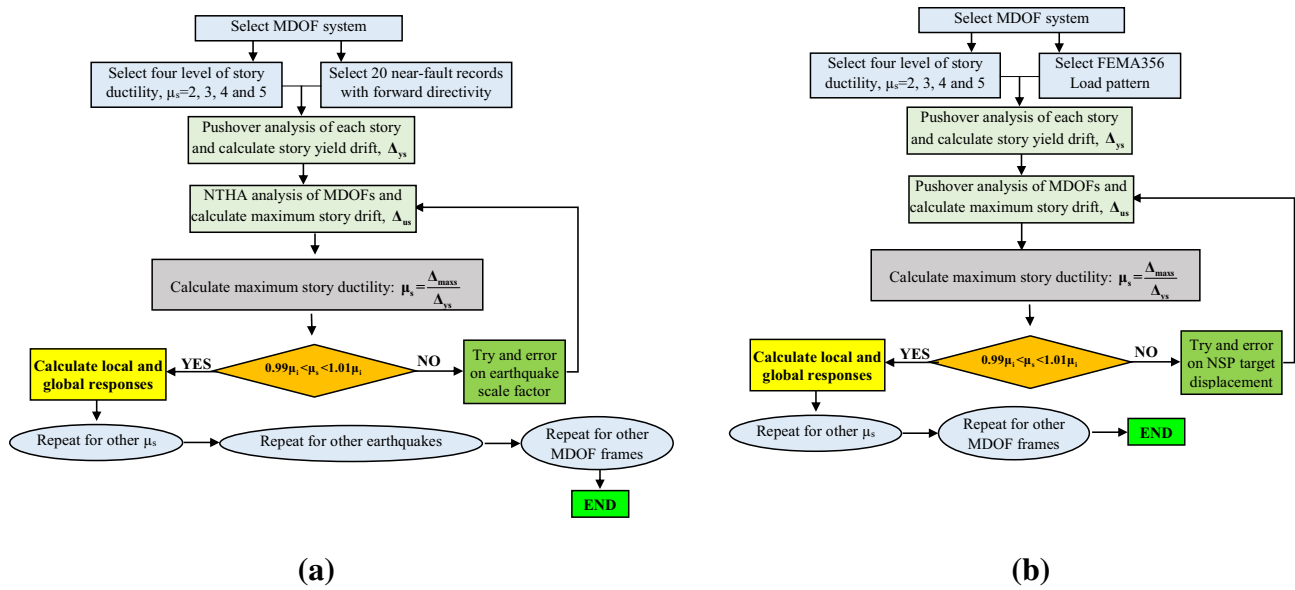 Select MDOF system
Select four level of story
ductility, μs=2, 3, 4 and 5
Select 20 near-fault records
with forward directivity
Pushover analysis of each story
and calculate story yield drift, Δys
NTHA analysis of MDOFs and
calculate maximum story drift, Δus
Calculate maximum story ductility: μs=Δmaxs/Δys
0.99μi<μs<1.01μi
YES
NO
Calculate local and
global responses
Try and error
on earthquake
scale factor
Repeat for other μs
Repeat for other earthquakes
Repeat for other
MDOF frames
END
(a)
Select MDOF system
Select four level of story
ductility, μs=2, 3, 4 and 5
Select FEMA356
Load pattern
Pushover analysis of each story
and calculate story yield drift, Δys
Pushover analysis of MDOFs and
calculate maximum story drift, Δus
Calculate maximum story ductility: μs=Δmaxs/Δys
0.99μi<μs<1.01μi
YES
NO
Calculate local and
global responses
Try and error
on NSP target
displacement
Repeat for other μs
Repeat for other
MDOF frames
END
(b)